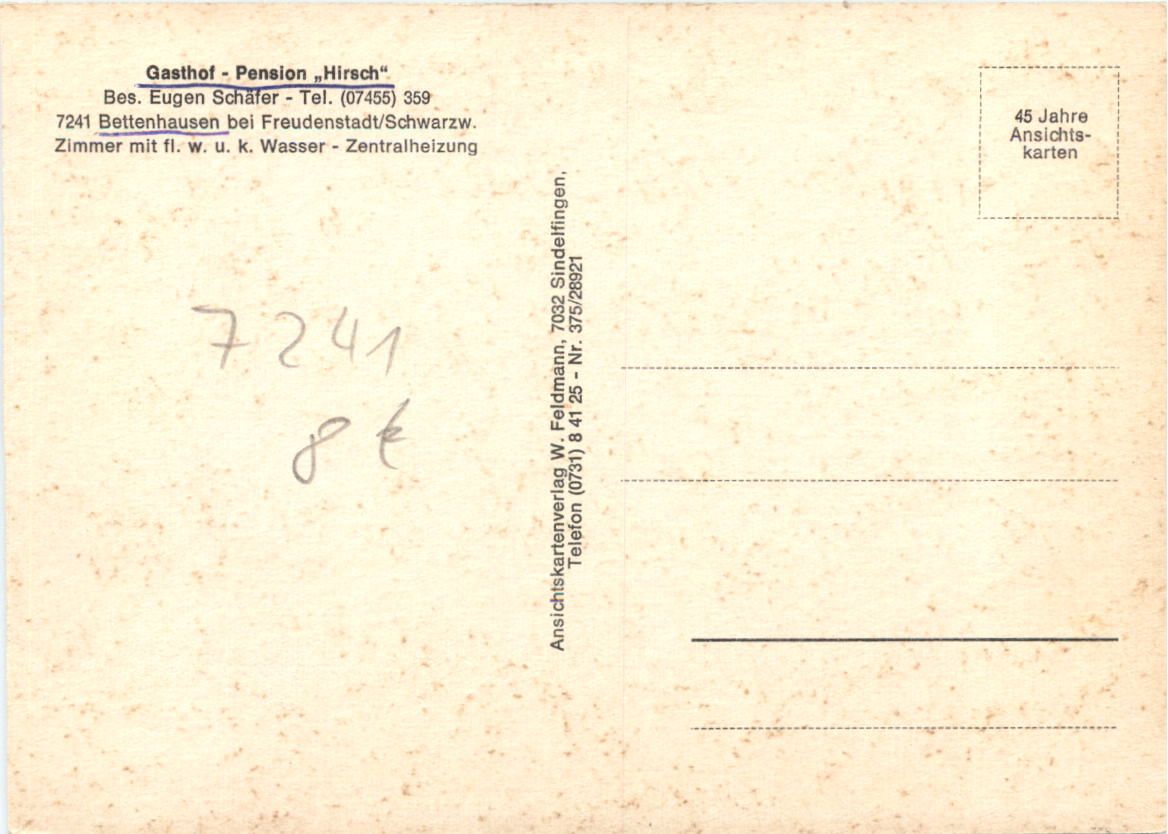 Gasthof - Pension „Hirsch“
Bes. Eugen Schäfer - Tel. (07455) 359
7241 Bettenhausen bei Freudenstadt/Schwarzw.
Zimmer mit fl. w. u. k. Wasser - Zentralheizung
7241
8 €
Ansichtskartenverlag W. Feldmann, 7032 Sindelfingen,
Telefon (0731) 8 41 25 - Nr. 375/28921
45 Jahre
Ansichts-
karten